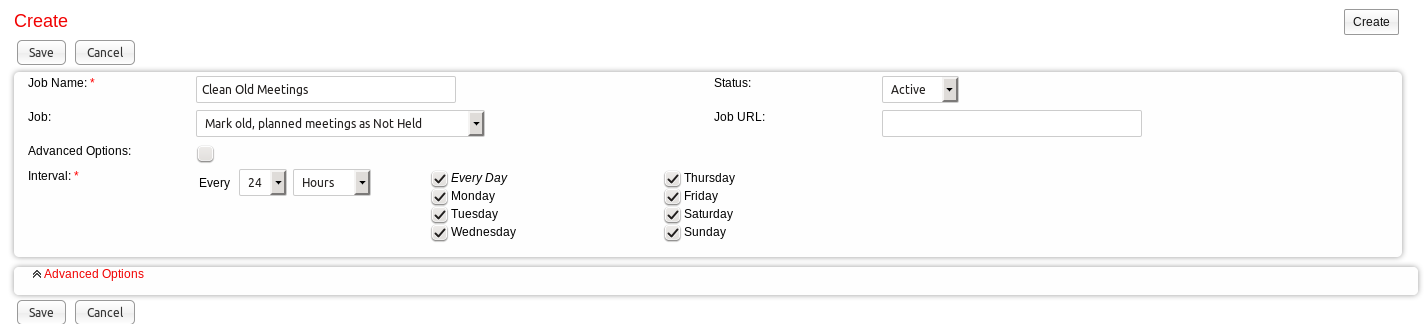 Create
Create
Save Cancel
Job Name: * Clean Old Meetings Status: Active
Job: Mark old, planned meetings as Not Held Job URL:
Advanced Options:
Interval: * Every 24 Hours Every Day Thursday
Monday Friday
Tuesday Saturday
Wednesday Sunday
Advanced Options
Save Cancel